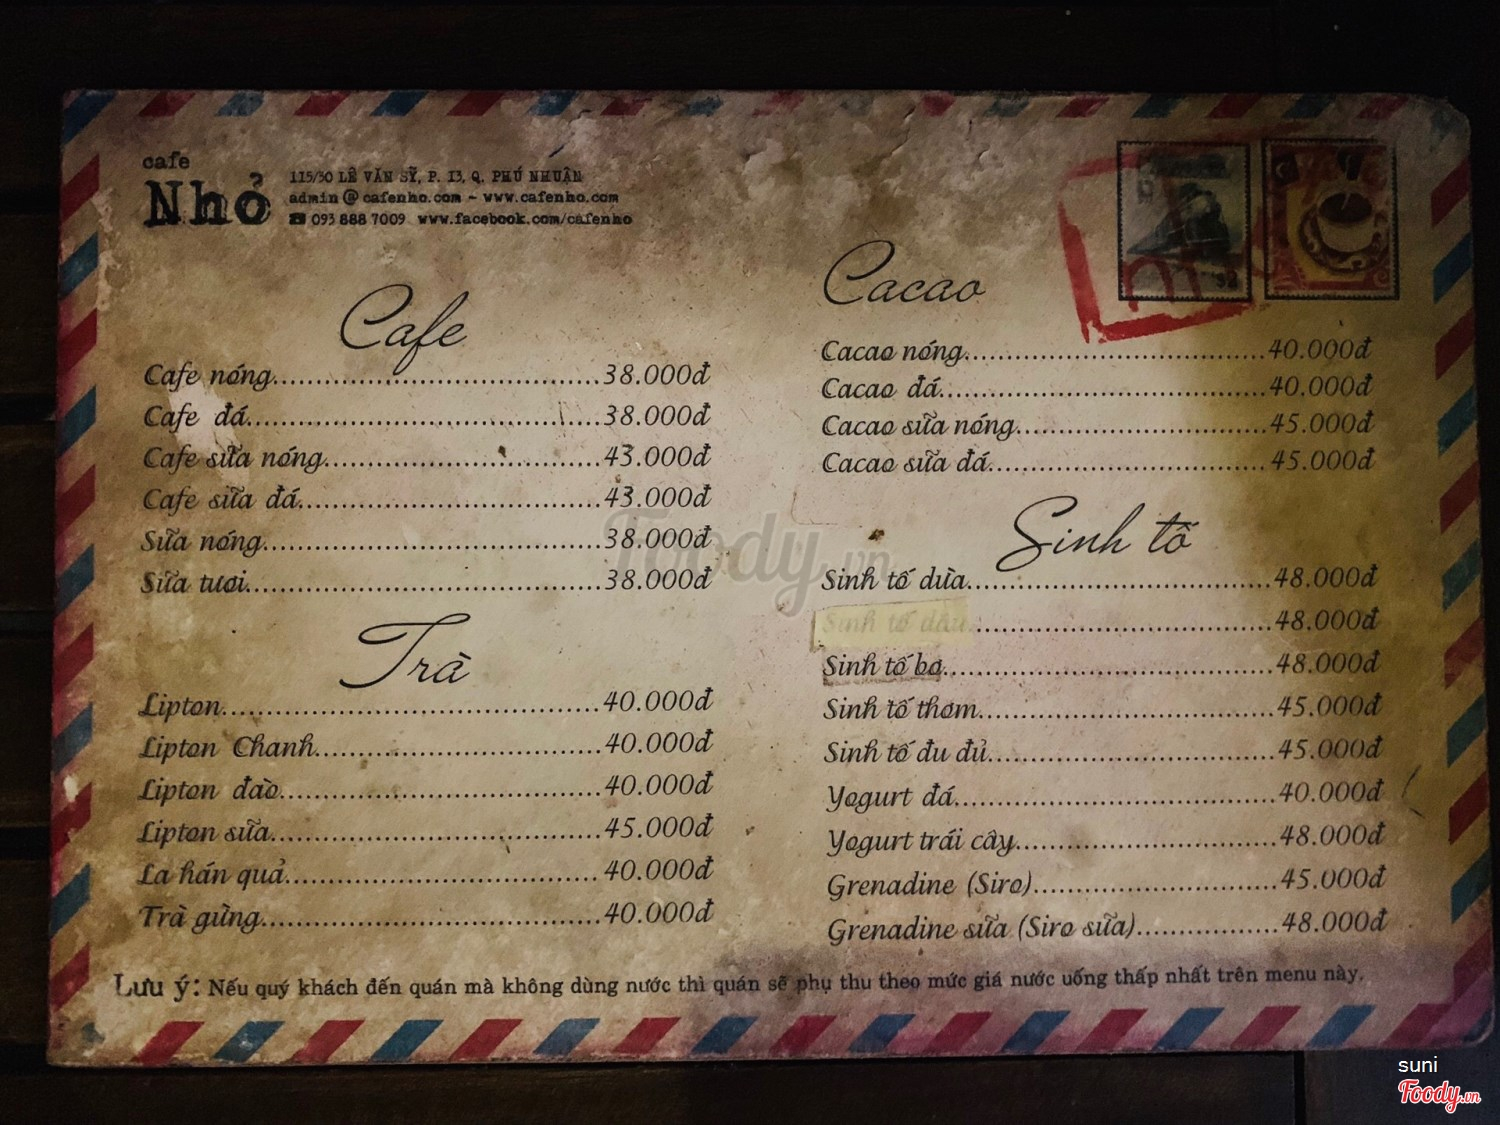 cafe
Nhỏ
115/30 LÊ VĂN SỸ, P. 13, Q. PHÚ NHUẬN
admin@cafenho.com ~ www.cafenho.com
☎ 093 888 7009 www.facebook.com/cafenho
Cafe
Cafe nóng....................38.000đ
Cafe đá....................38.000đ
Cafe sữa nóng....................43.000đ
Cafe sữa đá....................43.000đ
Sữa nóng....................38.000đ
Sữa tươi....................38.000đ
Trà
Lipton....................40.000đ
Lipton Chanh....................40.000đ
Lipton đào....................40.000đ
Lipton sữa....................45.000đ
La hán quả....................40.000đ
Trà gừng....................40.000đ
Cacao
Cacao nóng....................40.000đ
Cacao đá....................40.000đ
Cacao sữa nóng....................45.000đ
Cacao sữa đá....................45.000đ
Sinh tố
Sinh tố dừa....................48.000đ
Sinh tố dâu....................48.000đ
Sinh tố bơ....................48.000đ
Sinh tố thơm....................45.000đ
Sinh tố đu đủ....................45.000đ
Yogurt đá....................40.000đ
Yogurt trái cây....................48.000đ
Grenadine (Siro)....................45.000đ
Grenadine sữa (Siro sữa)....................48.000đ
Lưu ý: Nếu quý khách đến quán mà không dùng nước thì quán sẽ phụ thu theo mức giá nước uống thấp nhất trên menu này.
Foody.vn
suni
Foody.vn